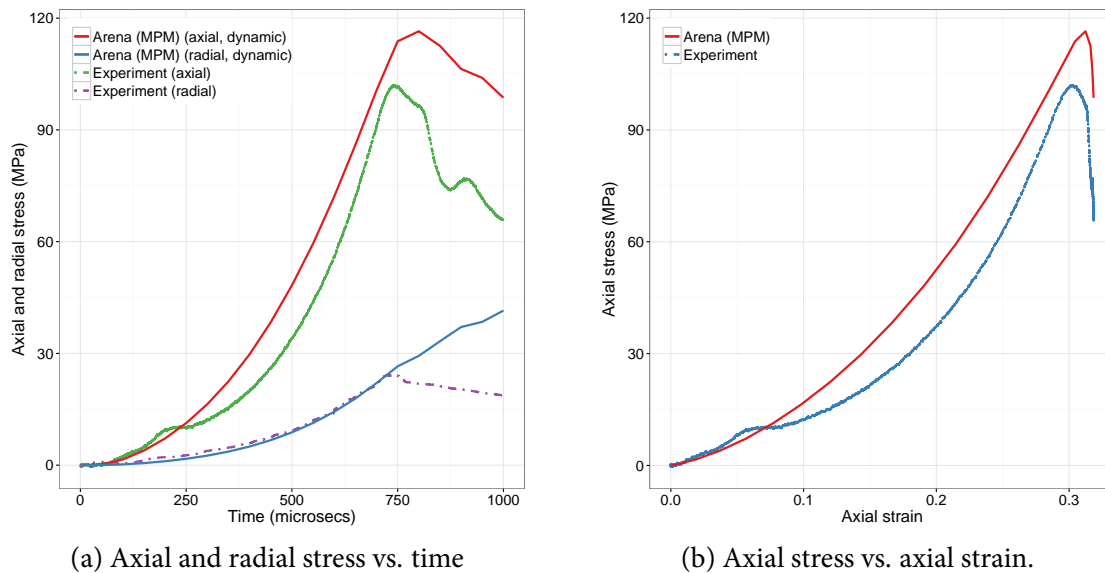 120
90
60
30
0
Axial and radial stress (MPa)
Arena (MPM) (axial, dynamic)
Arena (MPM) (radial, dynamic)
Experiment (axial)
Experiment (radial)
0 250 500 750 1000
Time (microsecs)
(a) Axial and radial stress vs. time
120
90
60
30
0
Axial stress (MPa)
Arena (MPM)
Experiment
0.0 0.1 0.2 0.3
Axial strain
(b) Axial stress vs. axial strain.